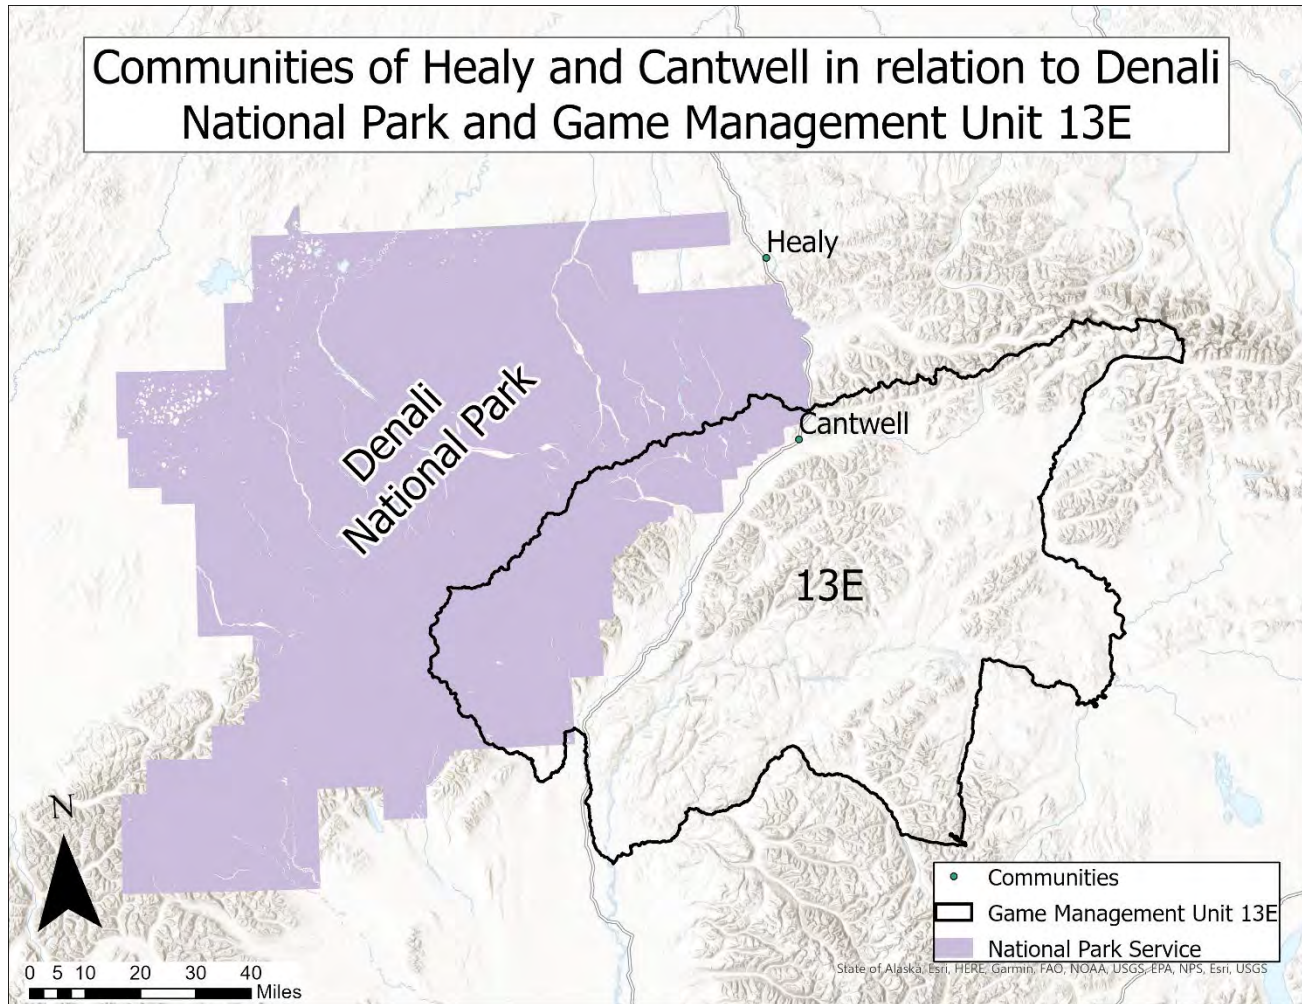 Communities of Healy and Cantwell in relation to Denali
National Park and Game Management Unit 13E
Healy
Cantwell
Denali
National Park
13E
N
Communities
Game Management Unit 13E
National Park Service
State of Alaska, Esri, HERE, Garmin, FAO, NOAA, USGS, EPA, NPS, Esri, USGS
0 5 10 20 30 40
Miles